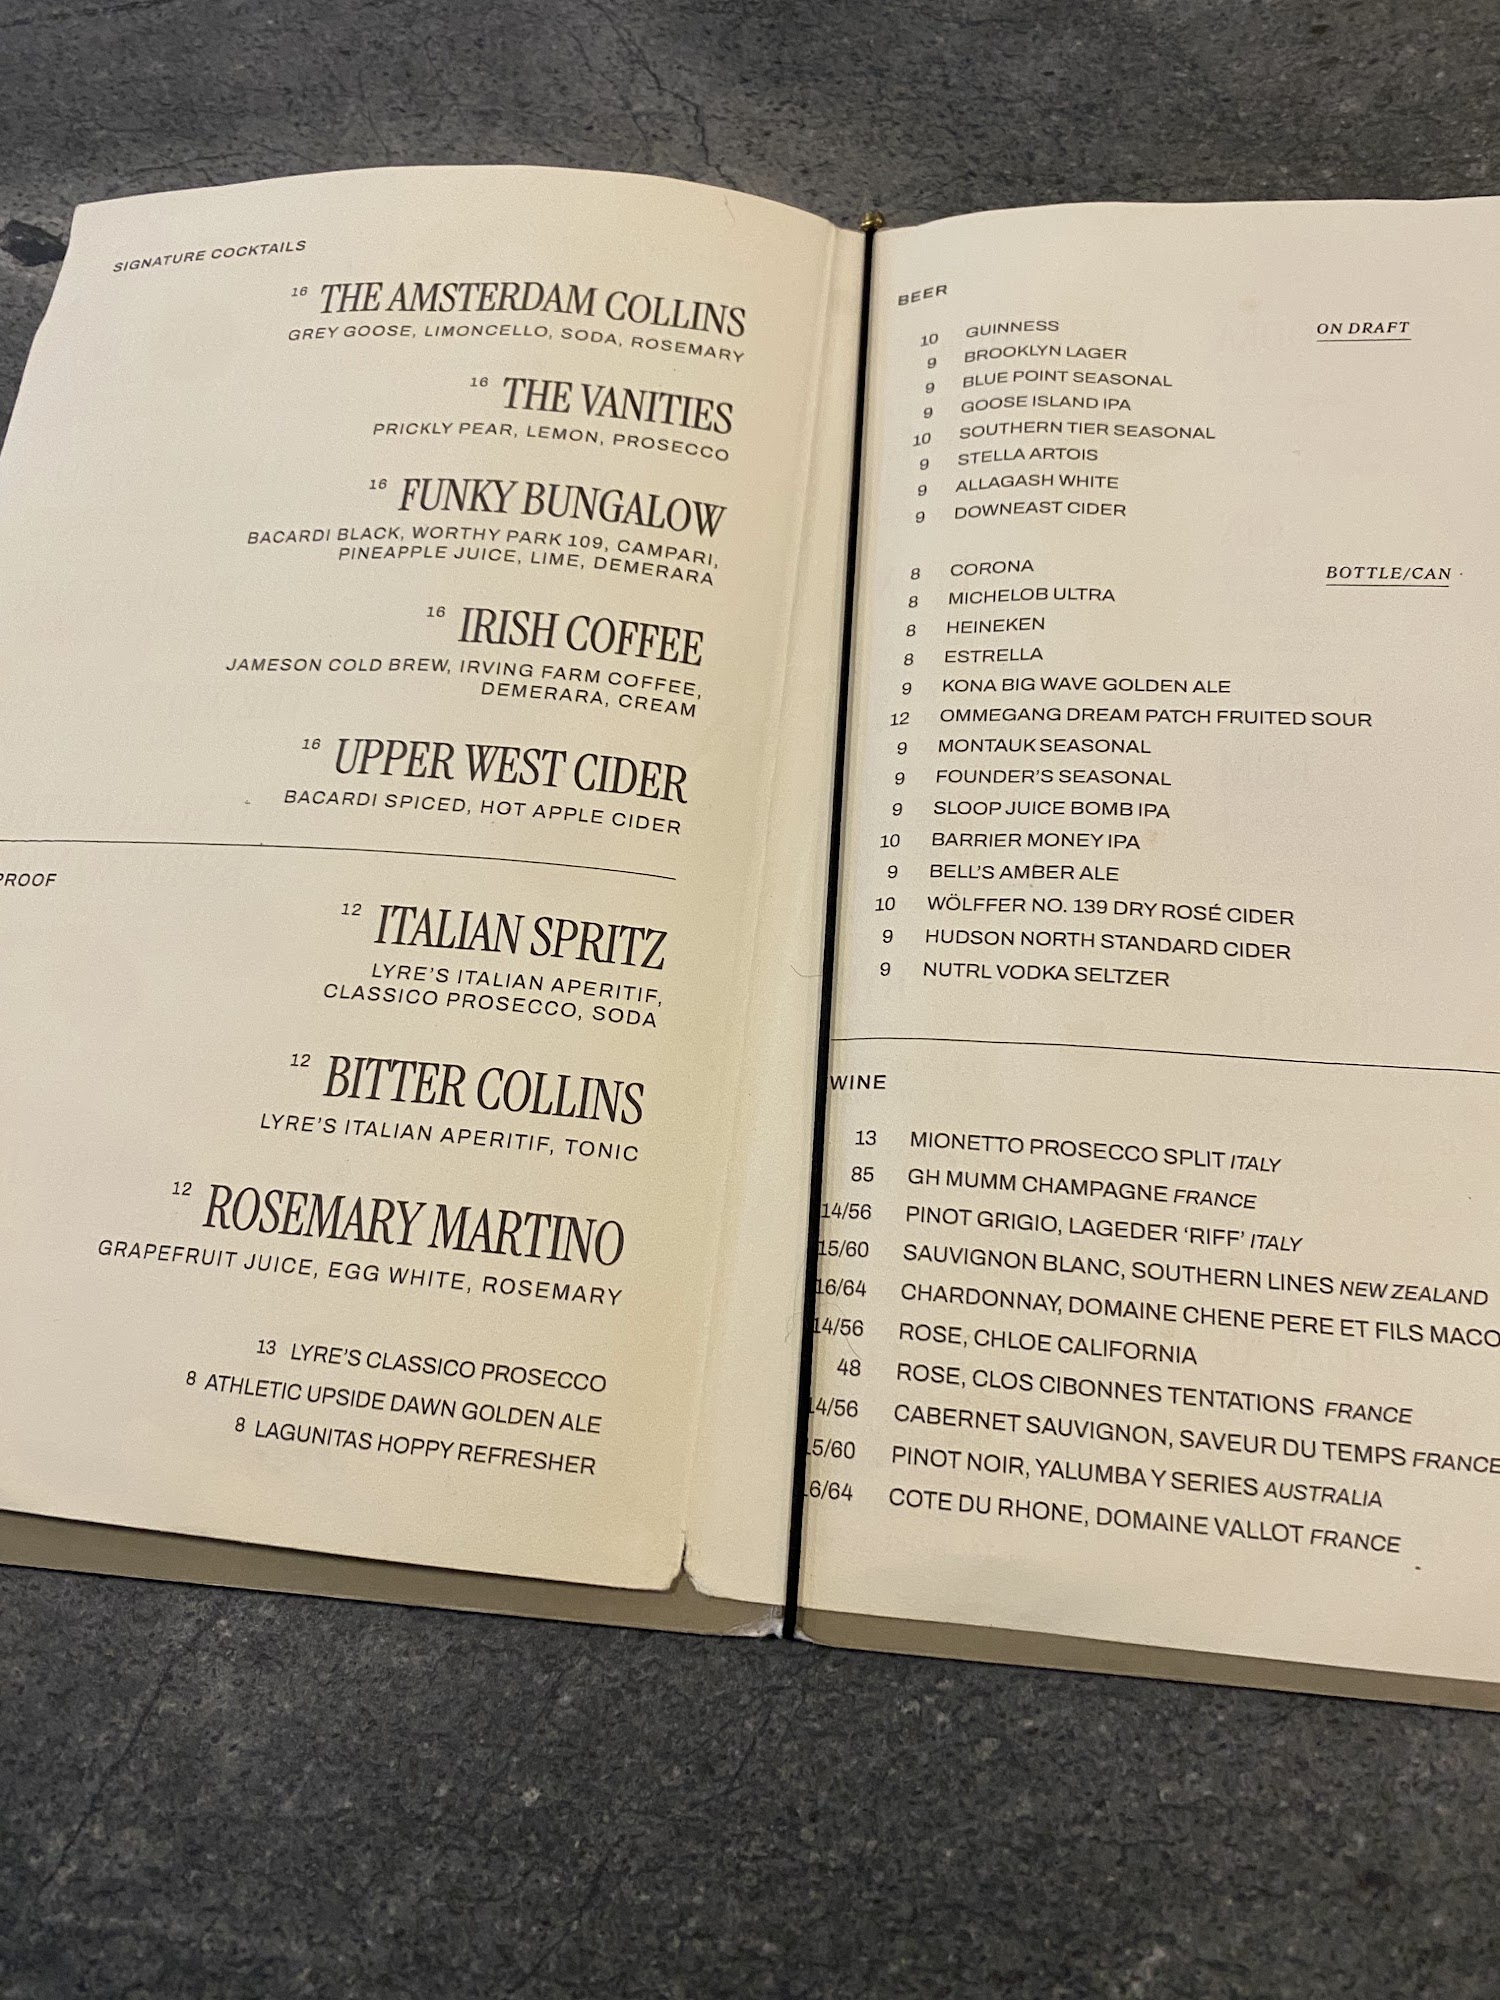 SIGNATURE COCKTAILS
16 THE AMSTERDAM COLLINS
GREY GOOSE, LIMONCELLO, SODA, ROSEMARY
16 THE VANITIES
PRICKLY PEAR, LEMON, PROSECCO
16 FUNKY BUNGALOW
BACARDI BLACK, WORTHY PARK 109, CAMPARI,
PINEAPPLE JUICE, LIME, DEMERARA
16 IRISH COFFEE
JAMESON COLD BREW, IRVING FARM COFFEE,
DEMERARA, CREAM
16 UPPER WEST CIDER
BACARDI SPICED, HOT APPLE CIDER
PROOF
12 ITALIAN SPRITZ
LYRE'S ITALIAN APERITIF,
CLASSICO PROSECCO, SODA
12 BITTER COLLINS
LYRE'S ITALIAN APERITIF, TONIC
12 ROSEMARY MARTINO
GRAPEFRUIT JUICE, EGG WHITE, ROSEMARY
13 LYRE'S CLASSICO PROSECCO
8 ATHLETIC UPSIDE DAWN GOLDEN ALE
8 LAGUNITAS HOPPY REFRESHER
BEER
ON DRAFT
10 GUINNESS
9 BROOKLYN LAGER
9 BLUE POINT SEASONAL
9 GOOSE ISLAND IPA
10 SOUTHERN TIER SEASONAL
9 STELLA ARTOIS
9 ALLAGASH WHITE
9 DOWNEAST CIDER
BOTTLE/CAN
8 CORONA
8 MICHELOB ULTRA
8 HEINEKEN
8 ESTRELLA
9 KONA BIG WAVE GOLDEN ALE
12 OMMEGANG DREAM PATCH FRUITED SOUR
9 MONTAUK SEASONAL
9 FOUNDER'S SEASONAL
9 SLOOP JUICE BOMB IPA
10 BARRIER MONEY IPA
9 BELL'S AMBER ALE
10 WÖLFFER NO. 139 DRY ROSÉ CIDER
9 HUDSON NORTH STANDARD CIDER
9 NUTRL VODKA SELTZER
WINE
13 MIONETTO PROSECCO SPLIT ITALY
85 GH MUMM CHAMPAGNE FRANCE
14/56 PINOT GRIGIO, LAGEDER 'RIFF' ITALY
15/60 SAUVIGNON BLANC, SOUTHERN LINES NEW ZEALAND
16/64 CHARDONNAY, DOMAINE CHENE PERE ET FILS MACO
14/56 ROSE, CHLOE CALIFORNIA
48 ROSE, CLOS CIBONNES TENTATIONS FRANCE
14/56 CABERNET SAUVIGNON, SAVEUR DU TEMPS FRANCE
15/60 PINOT NOIR, YALUMBA Y SERIES AUSTRALIA
16/64 COTE DU RHONE, DOMAINE VALLOT FRANCE